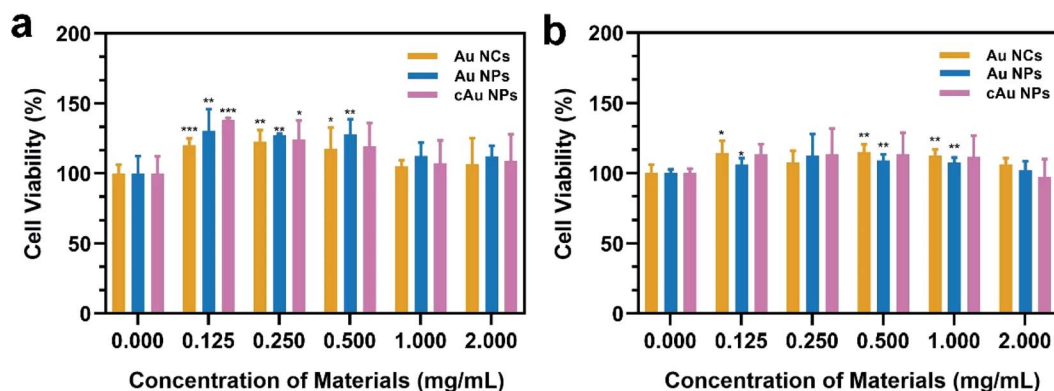 a
200
150
100
50
0
Cell Viability (%)
Au NCs
Au NPs
cAu NPs
*** ** ***
** ** *
* **
0.000 0.125 0.250 0.500 1.000 2.000
Concentration of Materials (mg/mL)
b
200
150
100
50
0
Cell Viability (%)
Au NCs
Au NPs
cAu NPs
* *
** **
** **
0.000 0.125 0.250 0.500 1.000 2.000
Concentration of Materials (mg/mL)